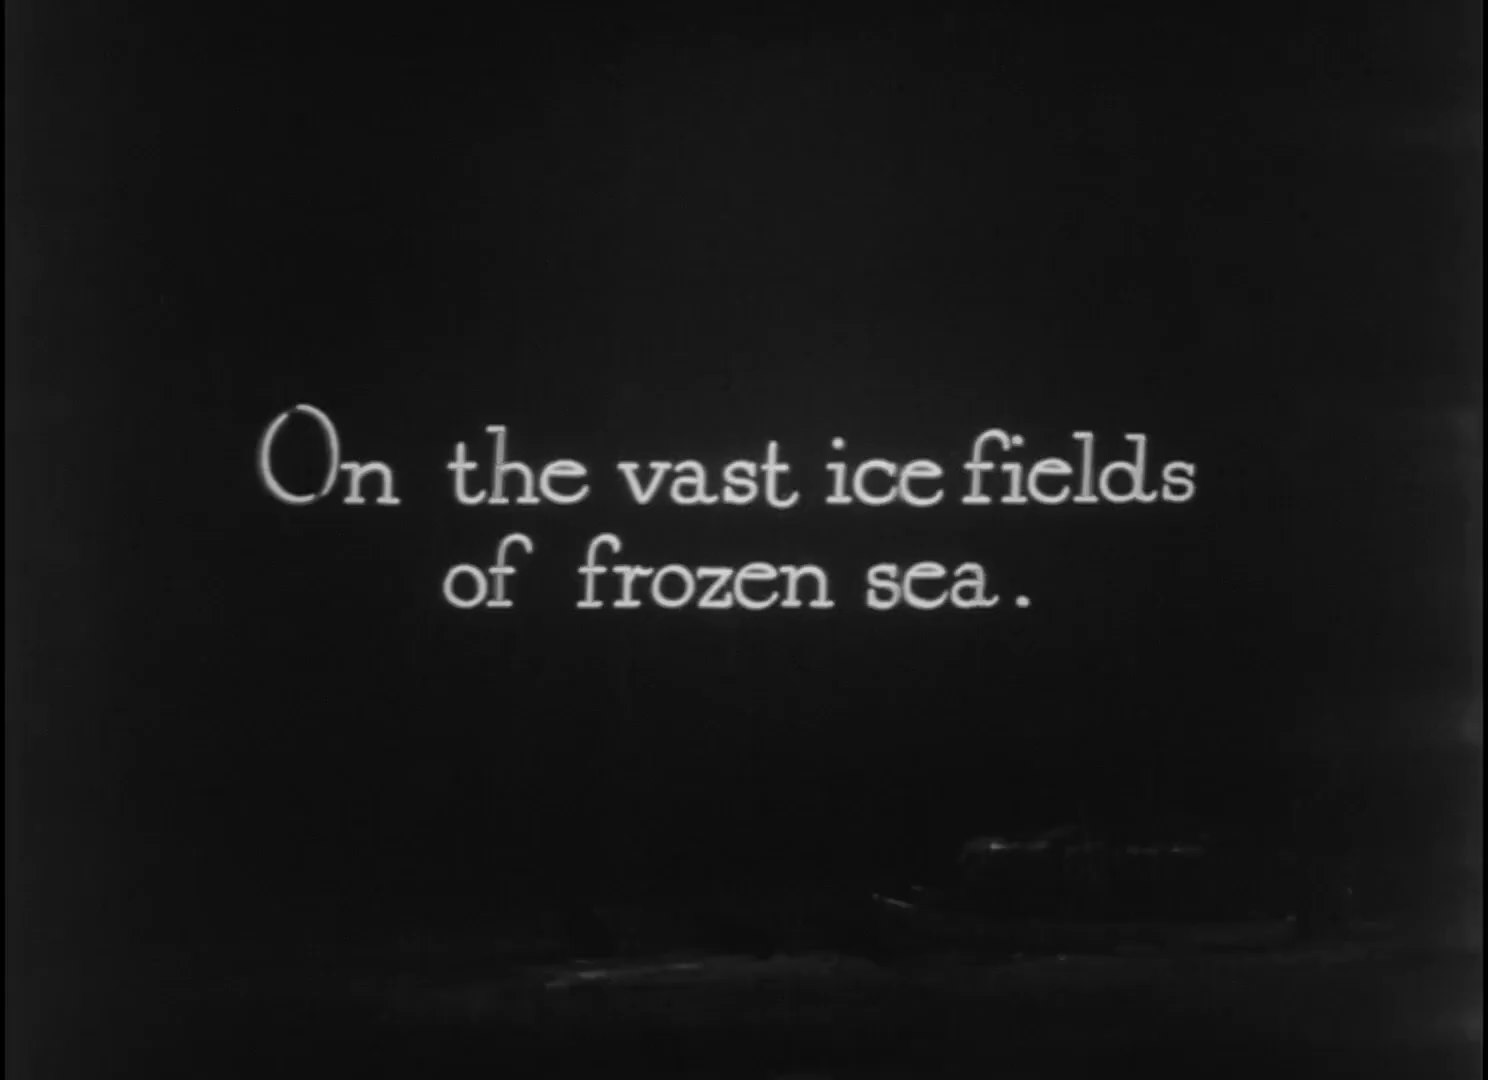 On the vast ice fields
of frozen sea.